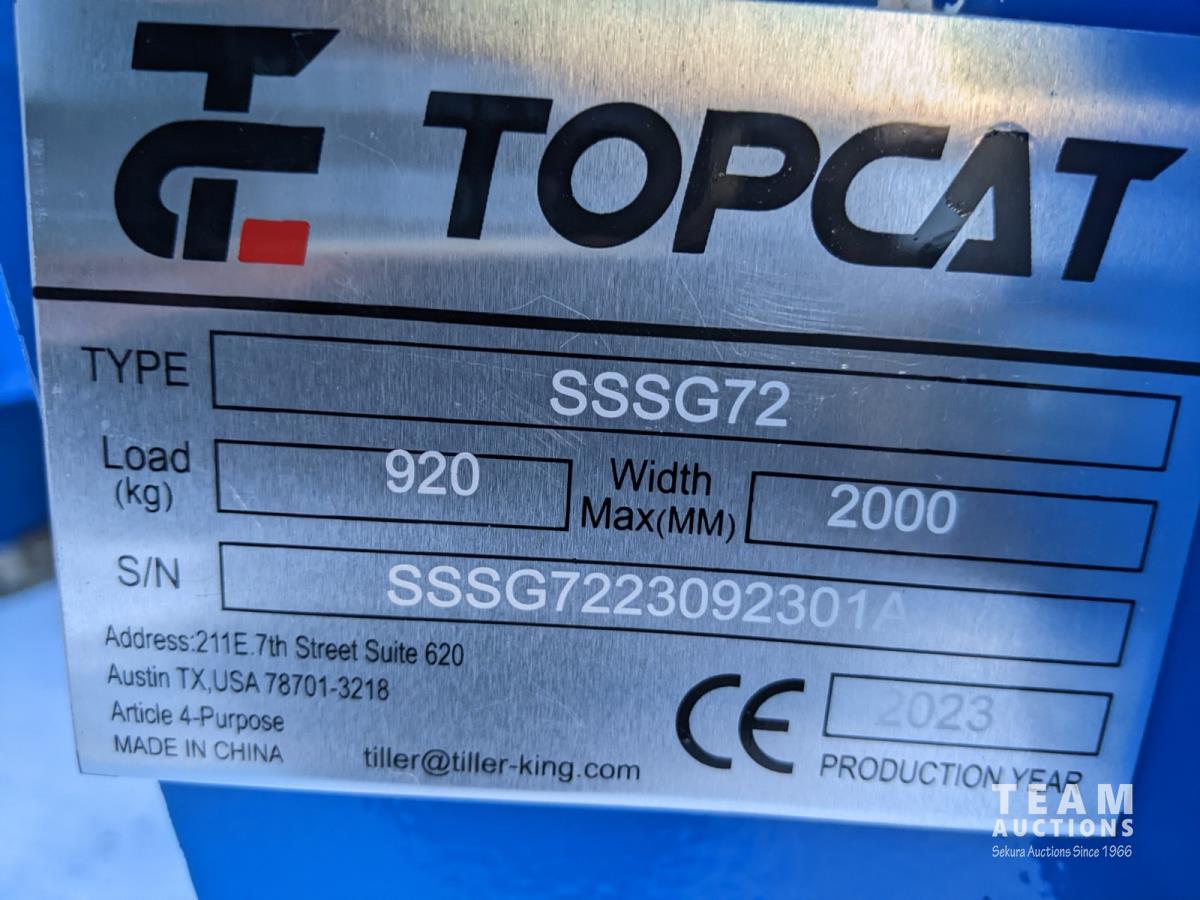 TOPCAT
TYPE SSSG72
Load (kg) 920 Width Max(MM) 2000
S/N SSSG7223092301A
Address:211E.7th Street Suite 620
Austin TX,USA 78701-3218
Article 4-Purpose
MADE IN CHINA
tiller@tiller-king.com
CE 2023
PRODUCTION YEAR
TEAM
AUCTIONS
Sekura Auctions Since 1966